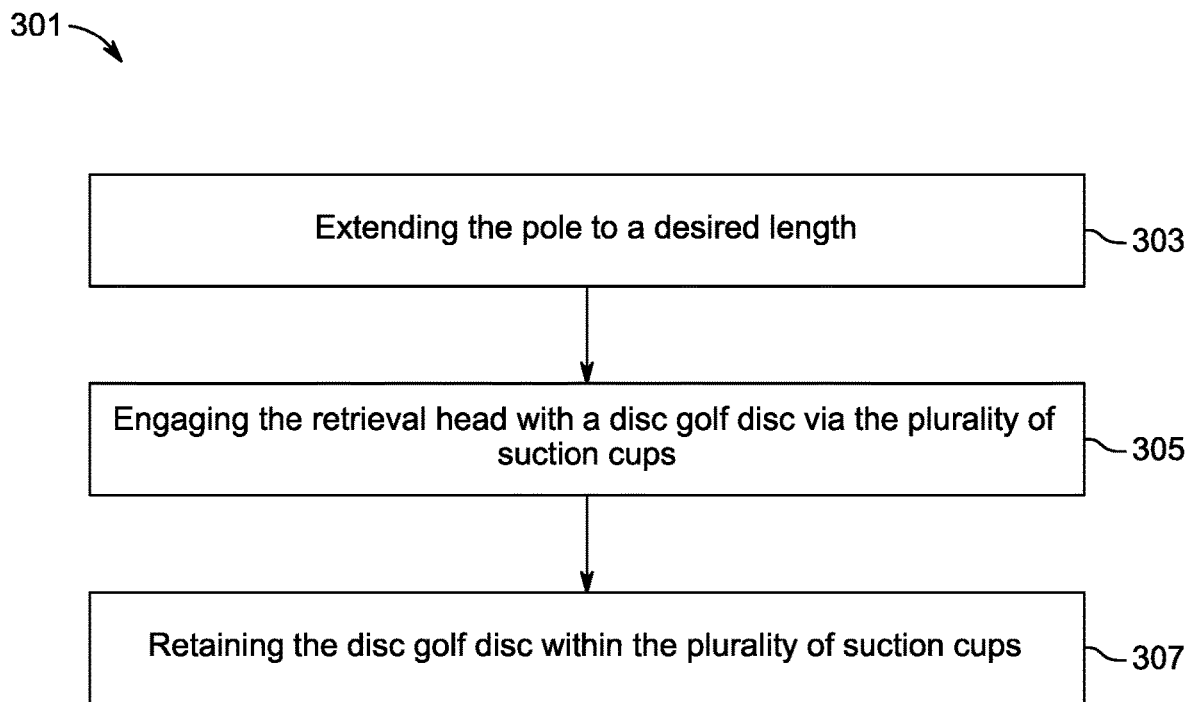 301
Extending the pole to a desired length
303
Engaging the retrieval head with a disc golf disc via the plurality of
suction cups
305
Retaining the disc golf disc within the plurality of suction cups
307